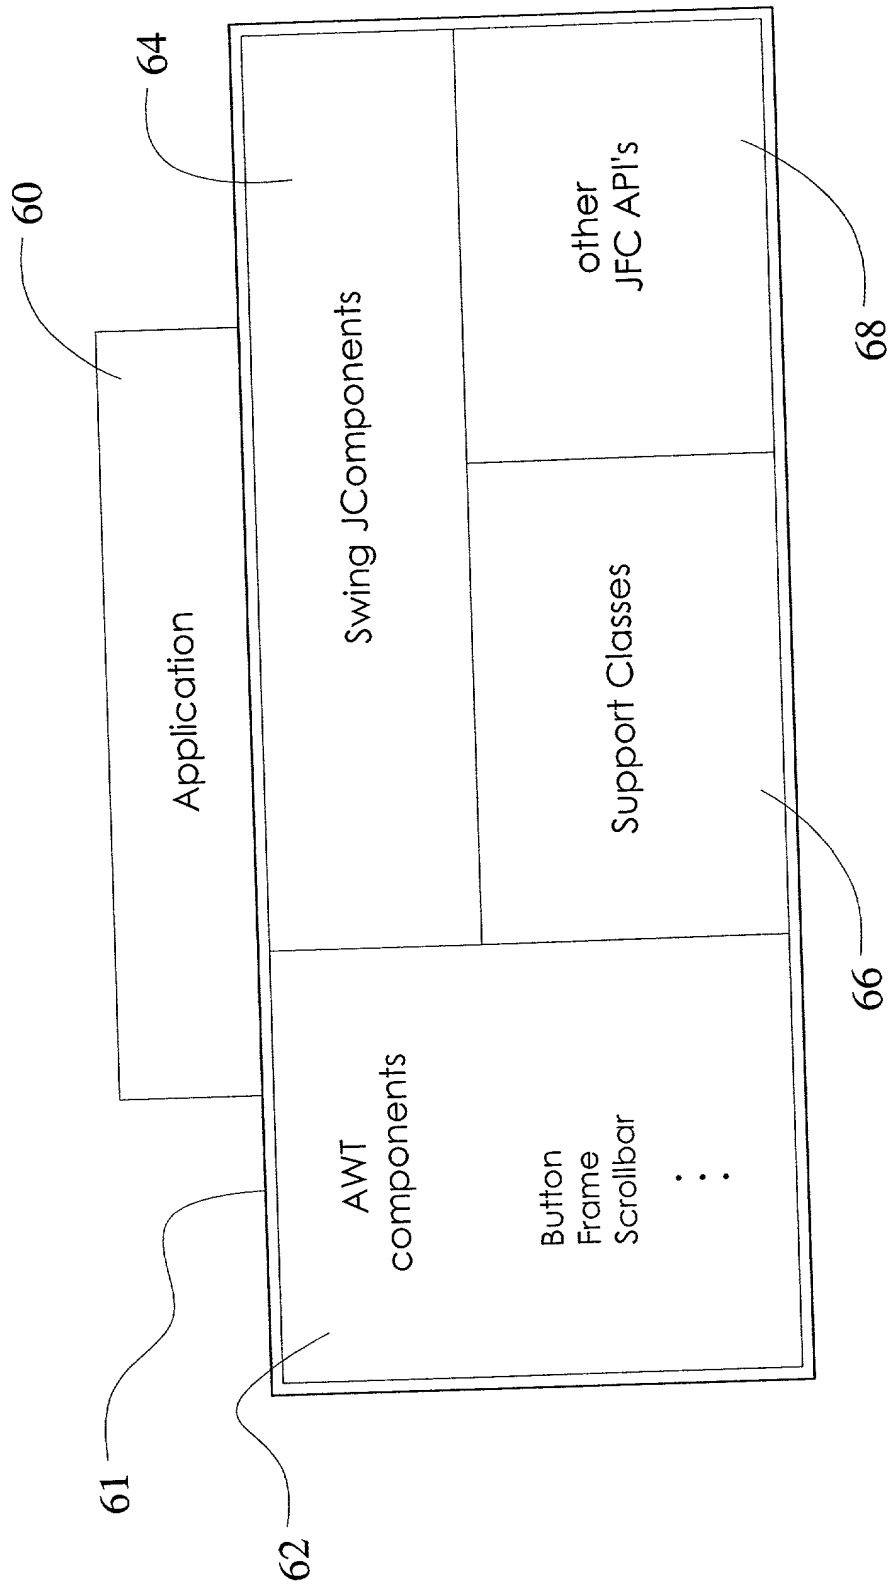 60
64
Application
61
62
AWT
components
Button
Frame
Scrollbar
Swing JComponents
Support Classes
other
JFC API's
66
68